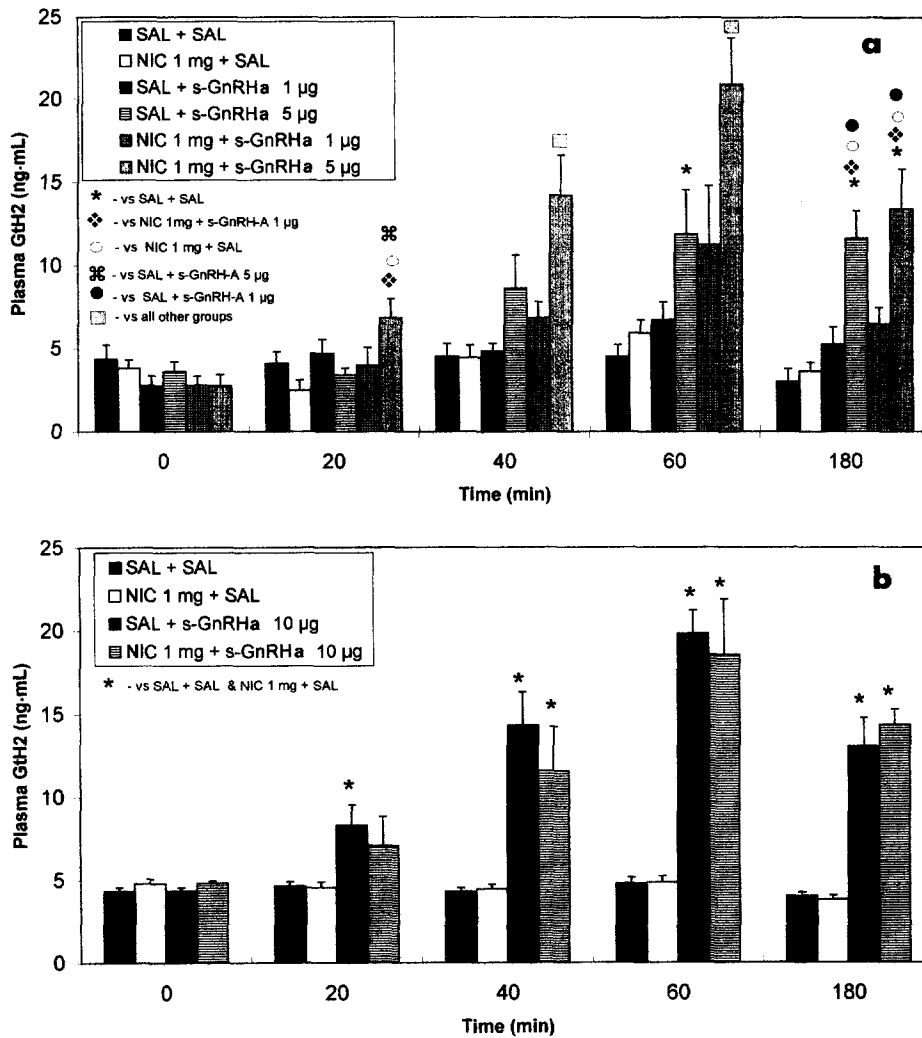 a
25
20
15
10
5
0
Plasma GtH2 (ng·mL)
SAL + SAL
NIC 1 mg + SAL
SAL + s-GnRHa 1 µg
SAL + s-GnRHa 5 µg
NIC 1 mg + s-GnRHa 1 µg
NIC 1 mg + s-GnRHa 5 µg
* - vs SAL + SAL
❖ - vs NIC 1mg + s-GnRH-A 1 µg
○ - vs NIC 1 mg + SAL
⌘ - vs SAL + s-GnRH-A 5 µg
● - vs SAL + s-GnRH-A 1 µg
□ - vs all other groups
⌘
○
❖
□
*
□
●
○
❖
*
●
○
❖
*
0 20 40 60 180
Time (min)
b
25
20
15
10
5
0
Plasma GtH2 (ng·mL)
SAL + SAL
NIC 1 mg + SAL
SAL + s-GnRHa 10 µg
NIC 1 mg + s-GnRHa 10 µg
* - vs SAL + SAL & NIC 1 mg + SAL
* * * * * * *
0 20 40 60 180
Time (min)